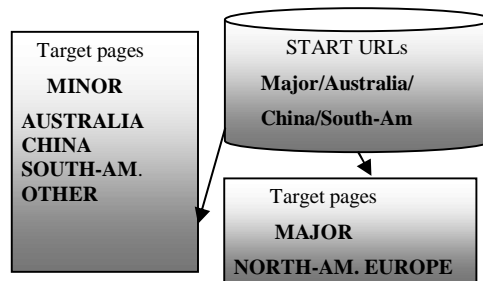 Target pages
MINOR
AUSTRALIA
CHINA
SOUTH-AM.
OTHER
START URLs
Major/Australia/
China/South-Am
Target pages
MAJOR
NORTH-AM. EUROPE